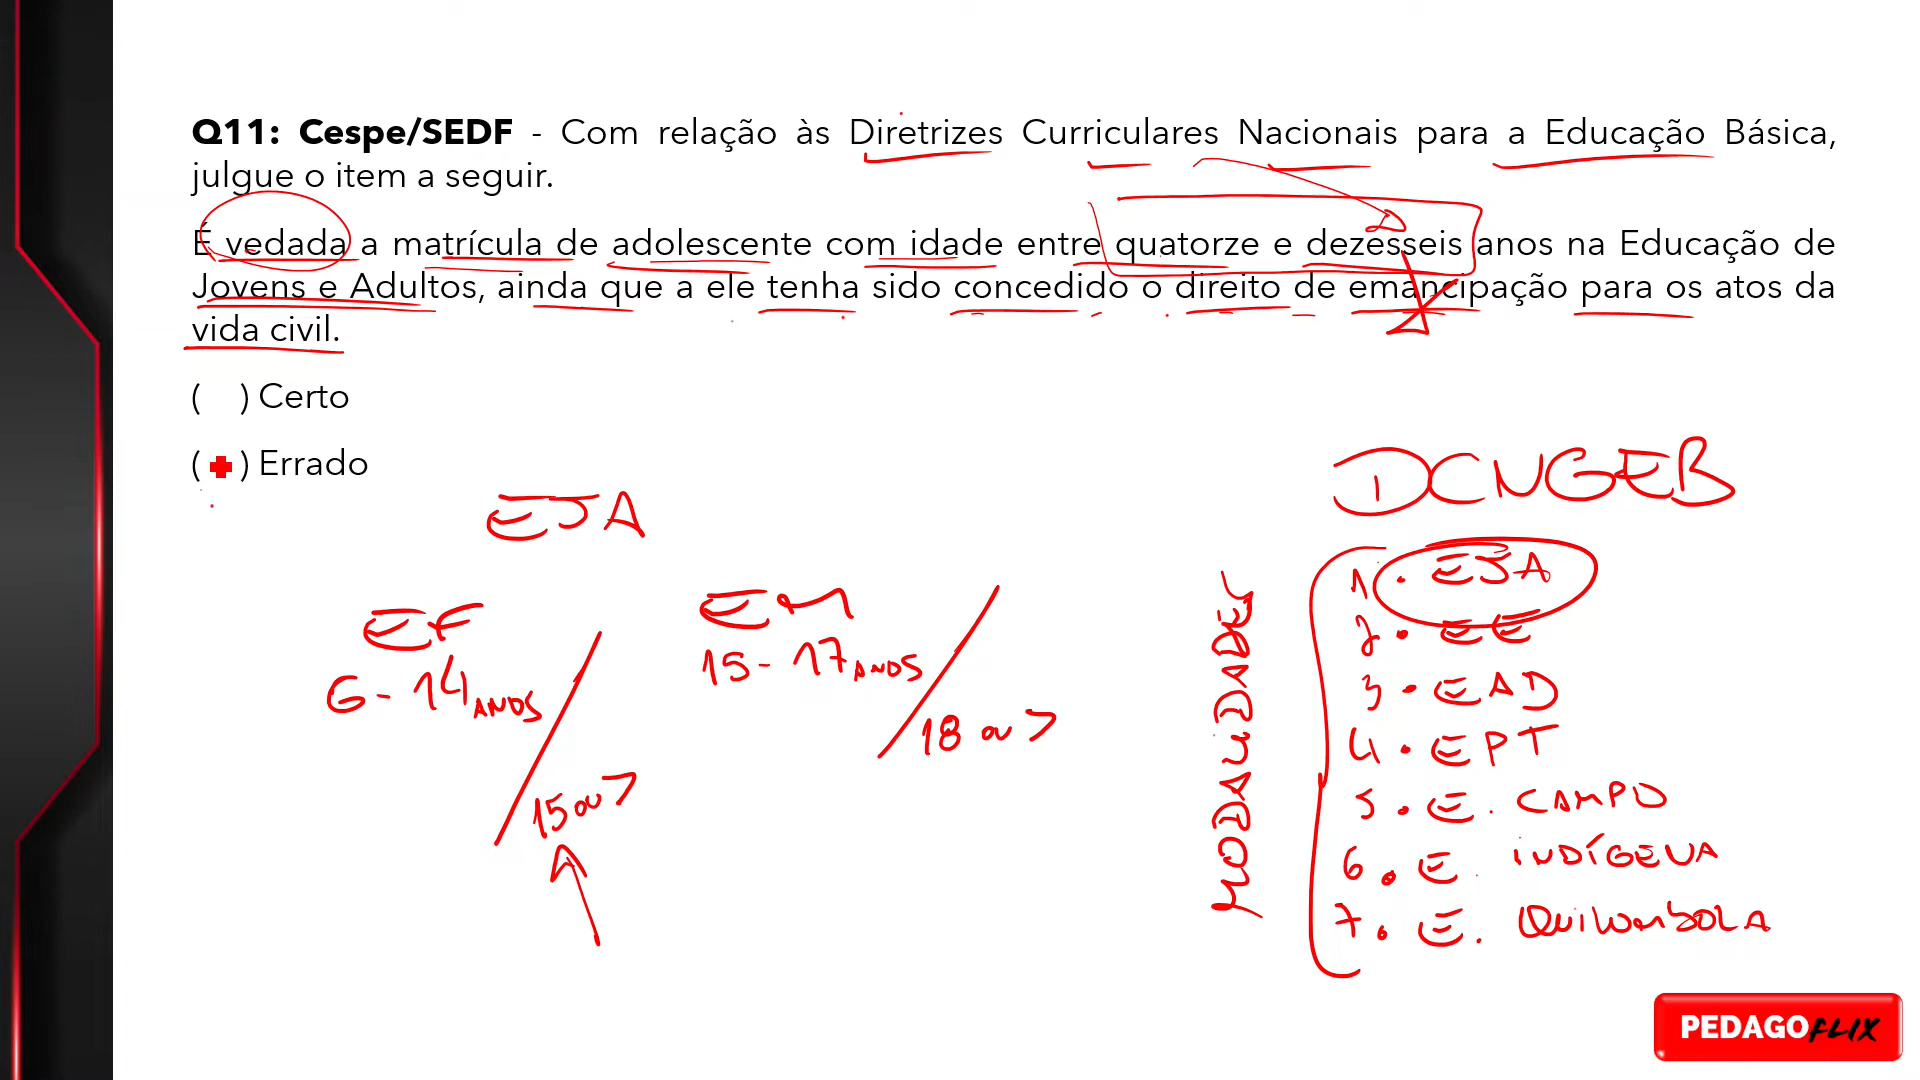 Q11: Cespe/SEDF - Com relação às Diretrizes Curriculares Nacionais para a Educação Básica,
julgue o item a seguir.
É vedada a matrícula de adolescente com idade entre quatorze e dezesseis anos na Educação de
Jovens e Adultos, ainda que a ele tenha sido concedido o direito de emancipação para os atos da
vida civil.
( ) Certo
( ) Errado
EJA
EF
6 - 14 ANOS
15 ou >
EM
15 - 17 ANOS
18 ou >
DCNGEB
MODALIDADES
1 • EJA
2 • EE
3 • EAD
4 • EPT
5 • E. CAMPO
6 • E. INDÍGENA
7 • E. QUILOMBOLA
PEDAGOFLIX